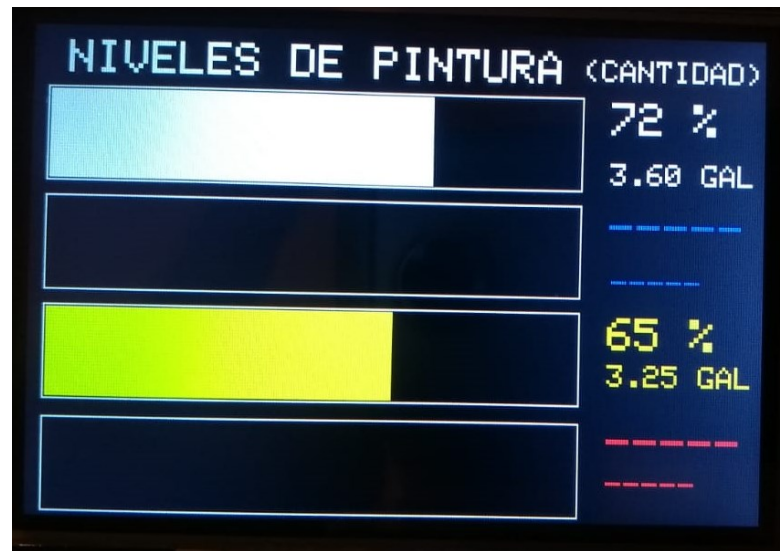 NIVELES DE PINTURA (CANTIDAD)
72 %
3.60 GAL
-----
----
65 %
3.25 GAL
-----
----